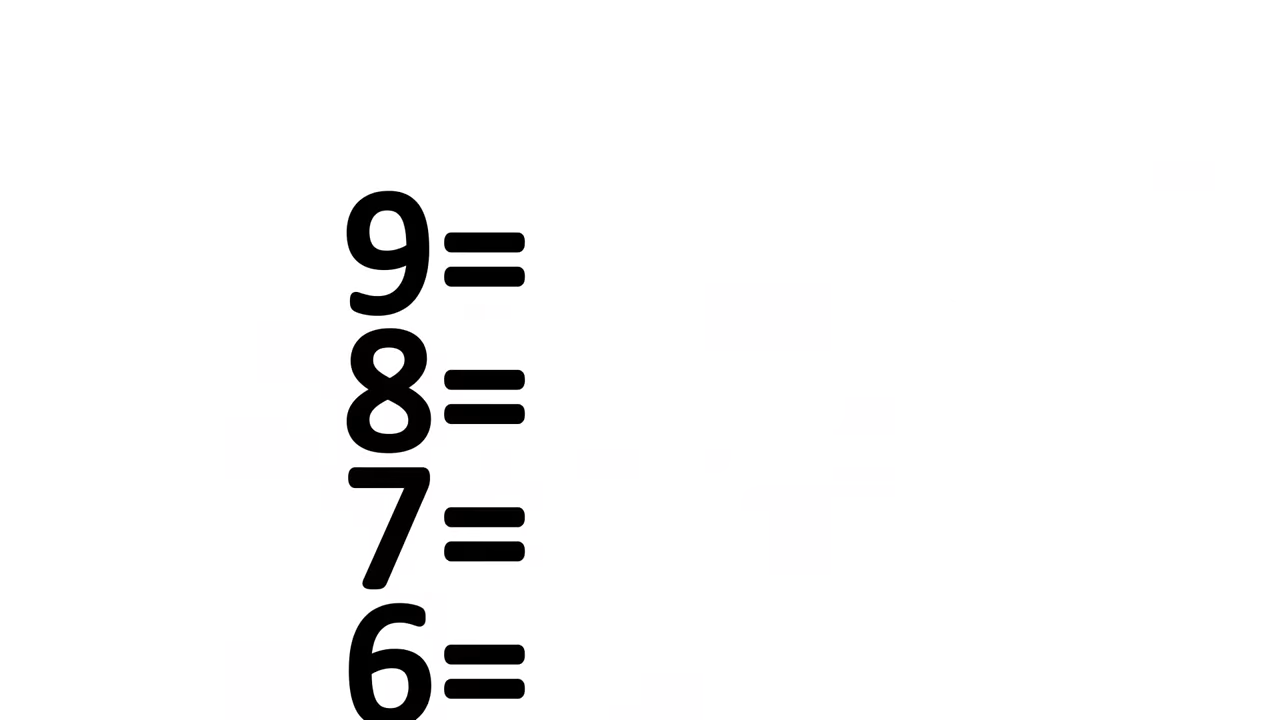 9=
8=
7=
6=